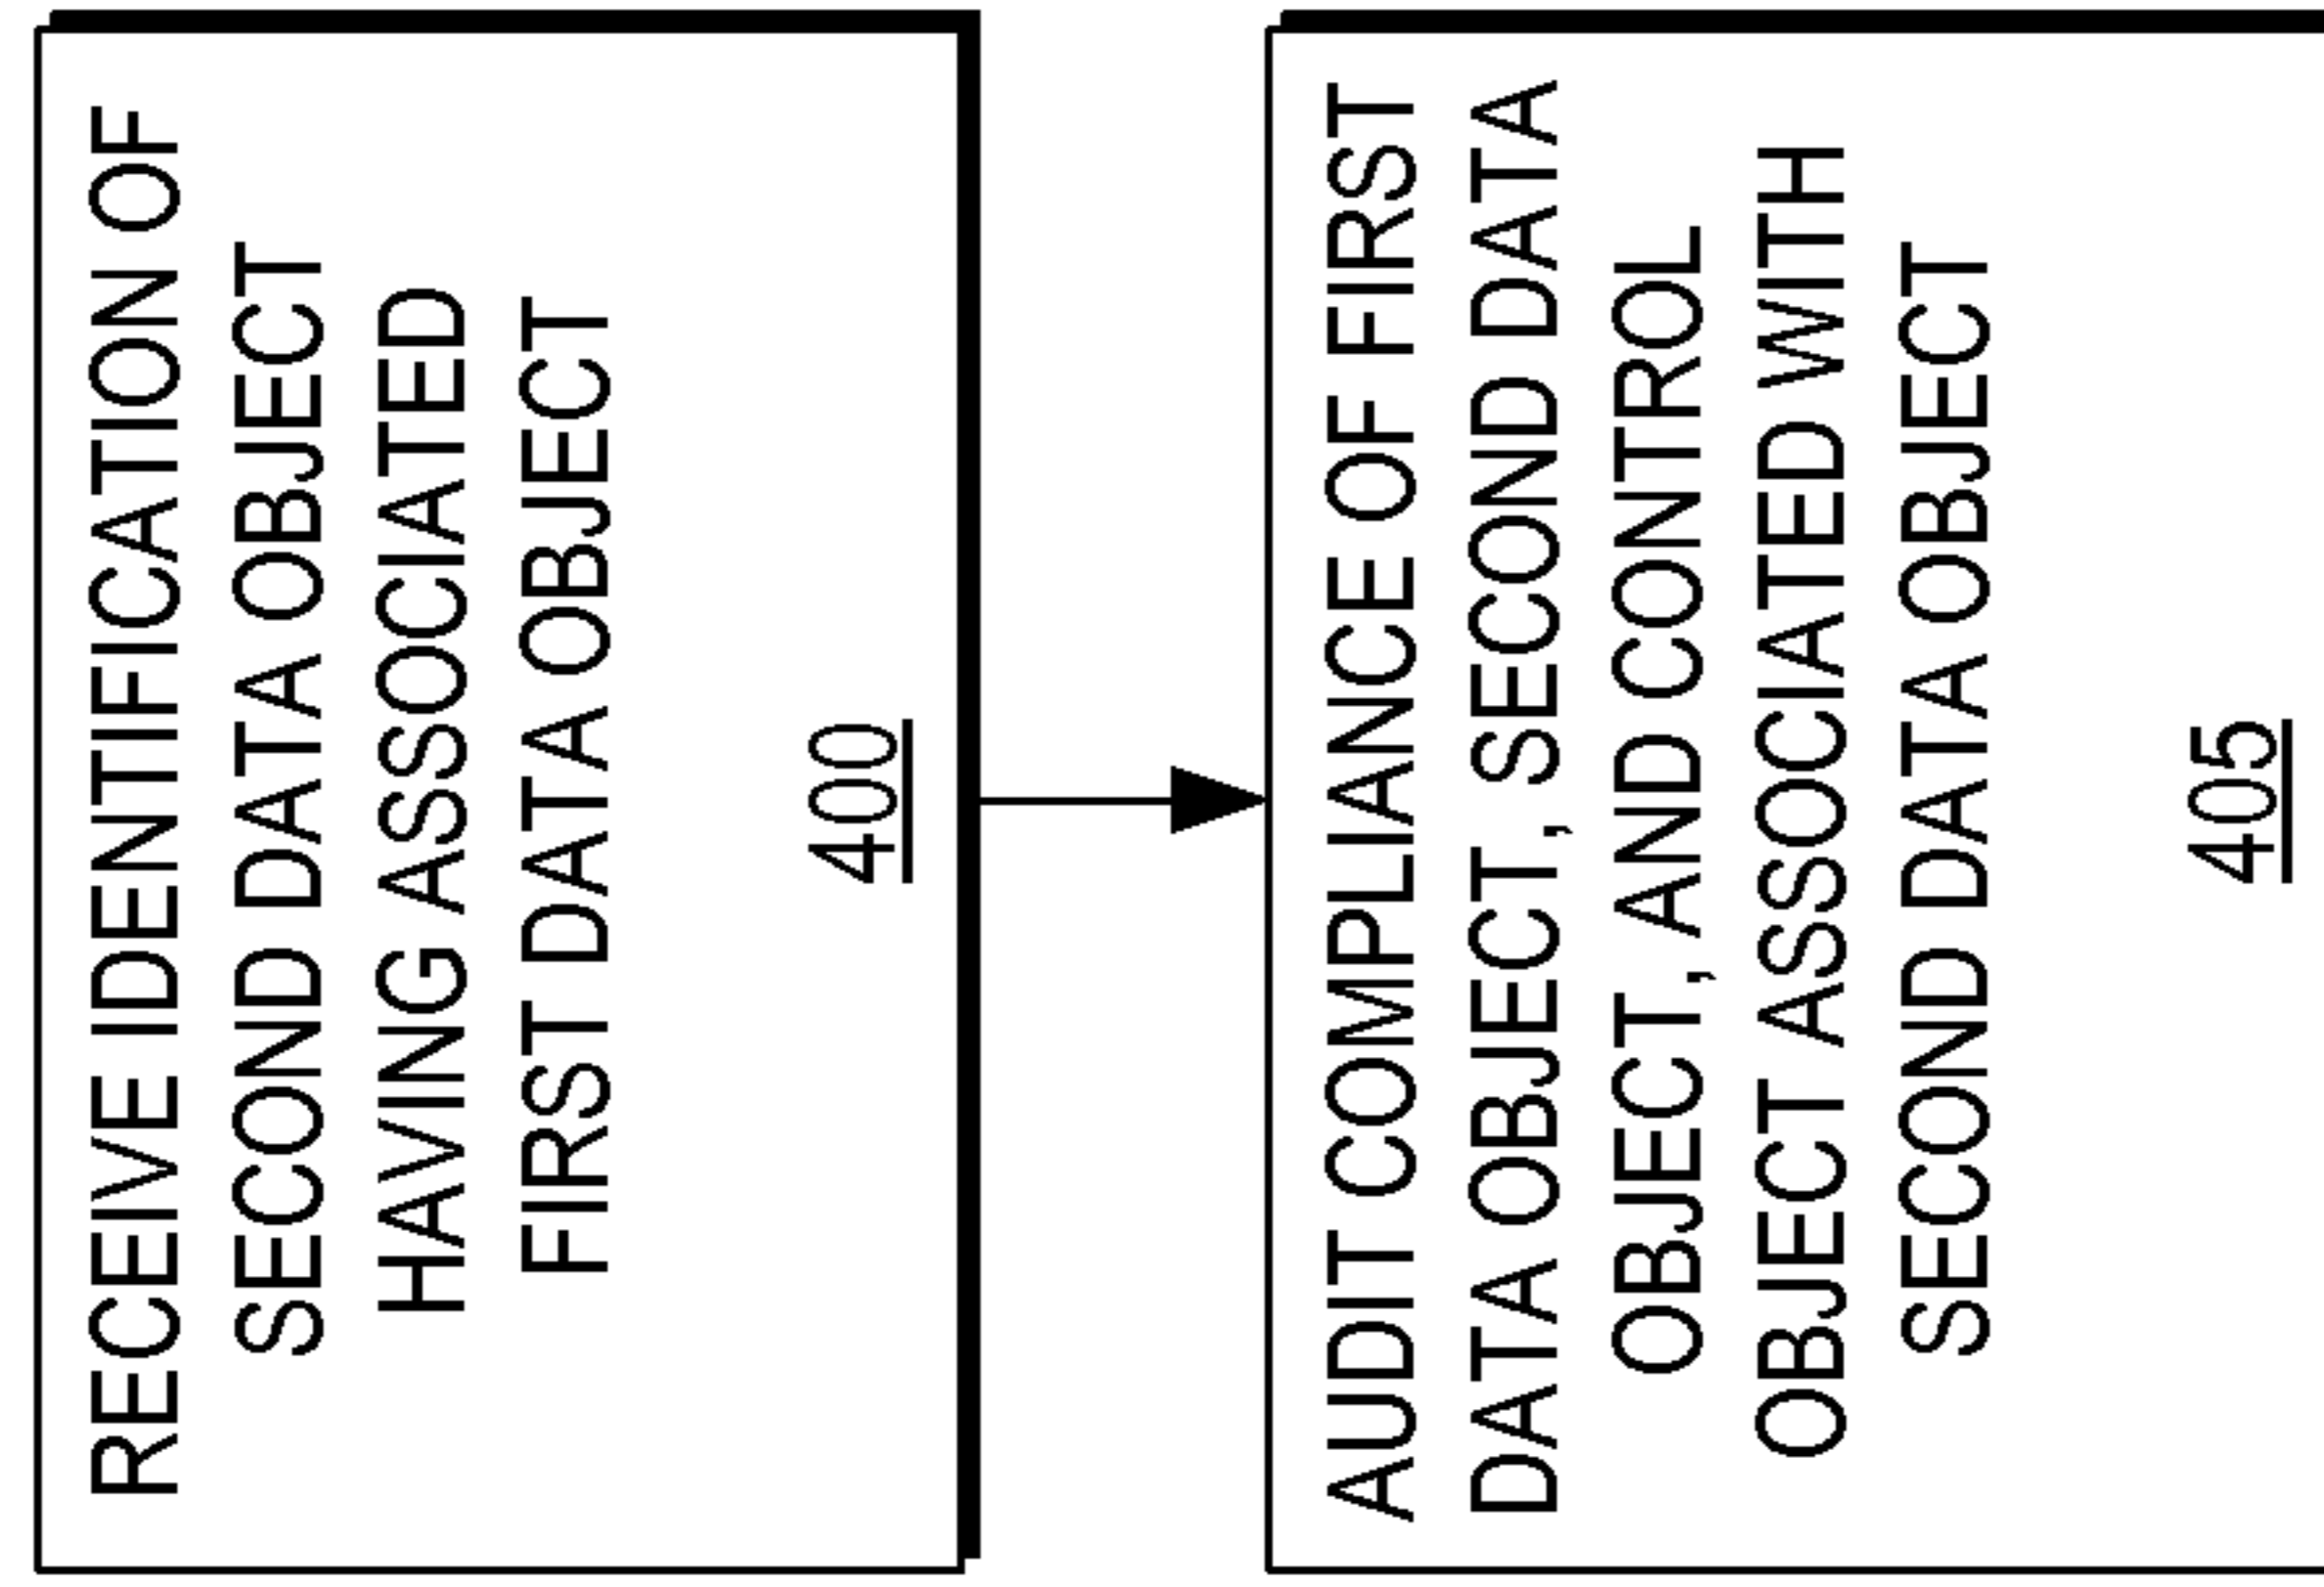 RECEIVE IDENTIFICATION OF
SECOND DATA OBJECT
HAVING ASSOCIATED
FIRST DATA OBJECT
400
AUDIT COMPLIANCE OF FIRST
DATA OBJECT, SECOND DATA
OBJECT, AND CONTROL
OBJECT ASSOCIATED WITH
SECOND DATA OBJECT
405